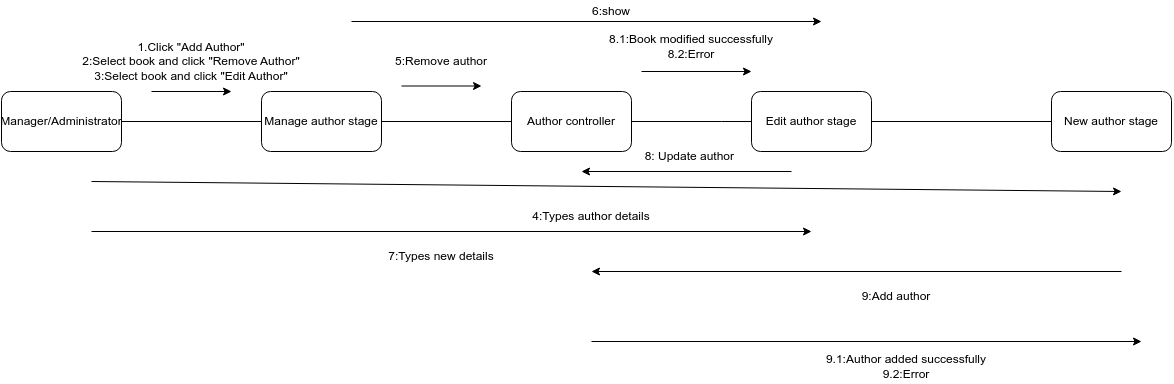 6:show
8.1:Book modified successfully
8.2:Error
1.Click "Add Author"
2:Select book and click "Remove Author"
3:Select book and click "Edit Author"
5:Remove author
Manager/Administrator
Manage author stage
Author controller
Edit author stage
New author stage
8: Update author
4:Types author details
7:Types new details
9:Add author
9.1:Author added successfully
9.2:Error